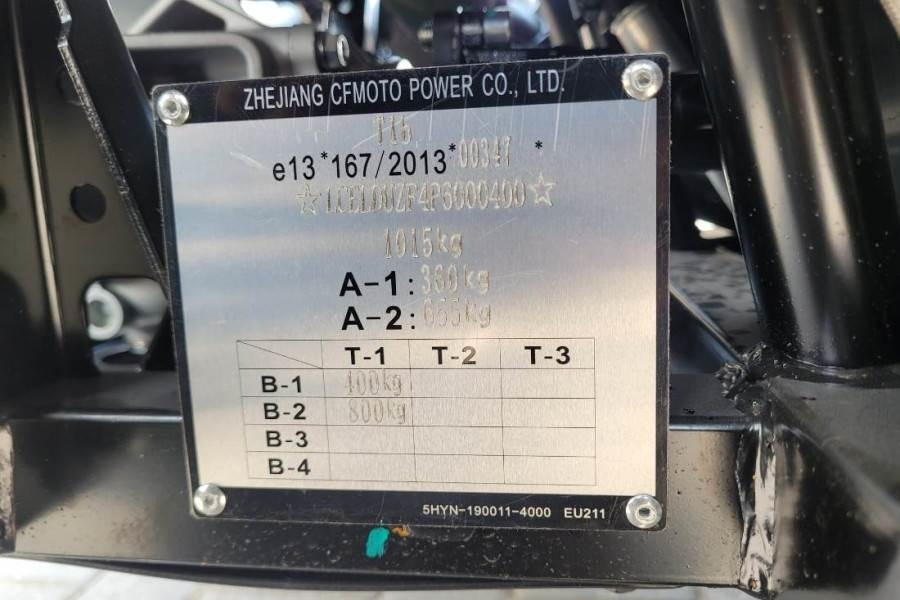 ZHEJIANG CFMOTO POWER CO., LTD.
T1b
e13*167/2013*00347*
☆LCELDUZF4P6000400☆
1015kg
A-1: 360kg
A-2: 655kg
T-1 T-2 T-3
B-1 400kg
B-2 800kg
B-3
B-4
5HYN-190011-4000 EU211